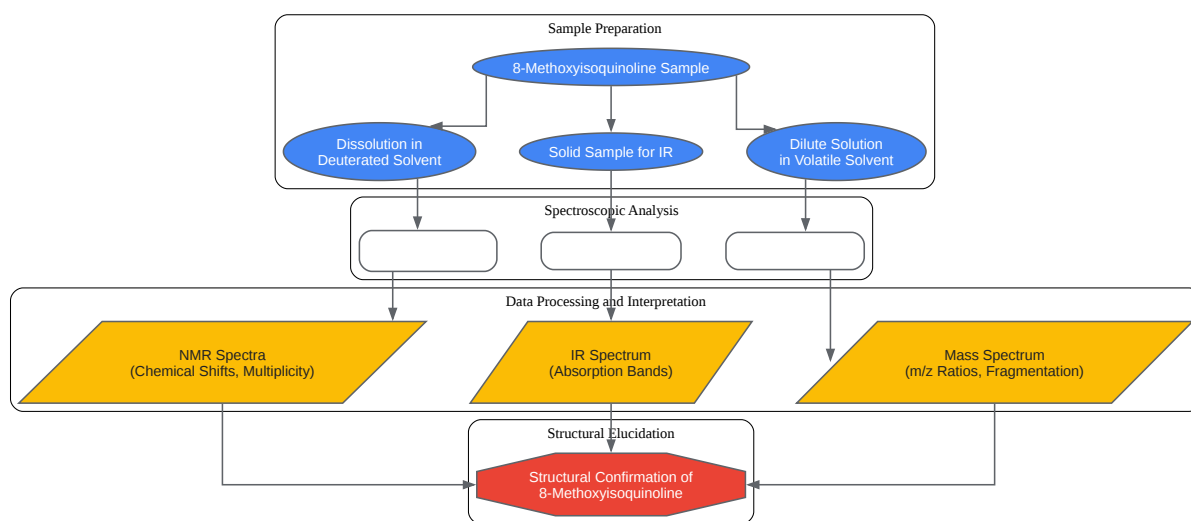 Sample Preparation
8-Methoxyisoquinoline Sample
Dissolution in
Deuterated Solvent
Solid Sample for IR
Dilute Solution
in Volatile Solvent
Spectroscopic Analysis
Data Processing and Interpretation
NMR Spectra
(Chemical Shifts, Multiplicity)
IR Spectrum
(Absorption Bands)
Mass Spectrum
(m/z Ratios, Fragmentation)
Structural Elucidation
Structural Confirmation of
8-Methoxyisoquinoline